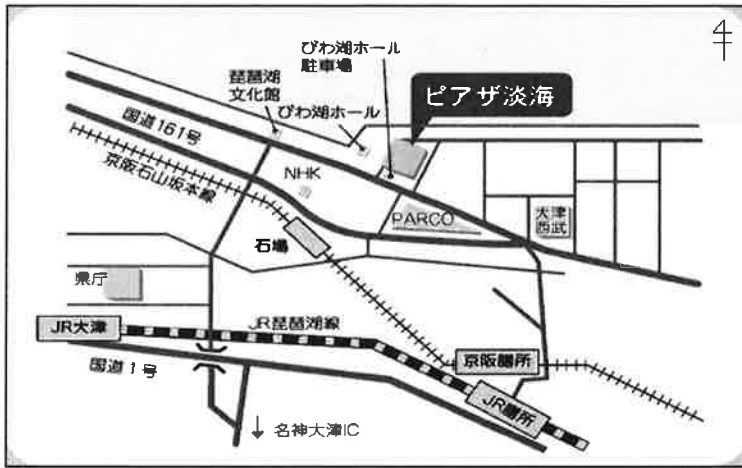 びわ湖ホール
駐車場
琵琶湖
文化館
びわ湖ホール
ピアザ淡海
国道161号
京阪石山坂本線
NHK
PARCO
大津
西武
石場
県庁
JR大津
JR琵琶湖線
京阪膳所
国道1号
JR膳所
↓ 名神大津IC